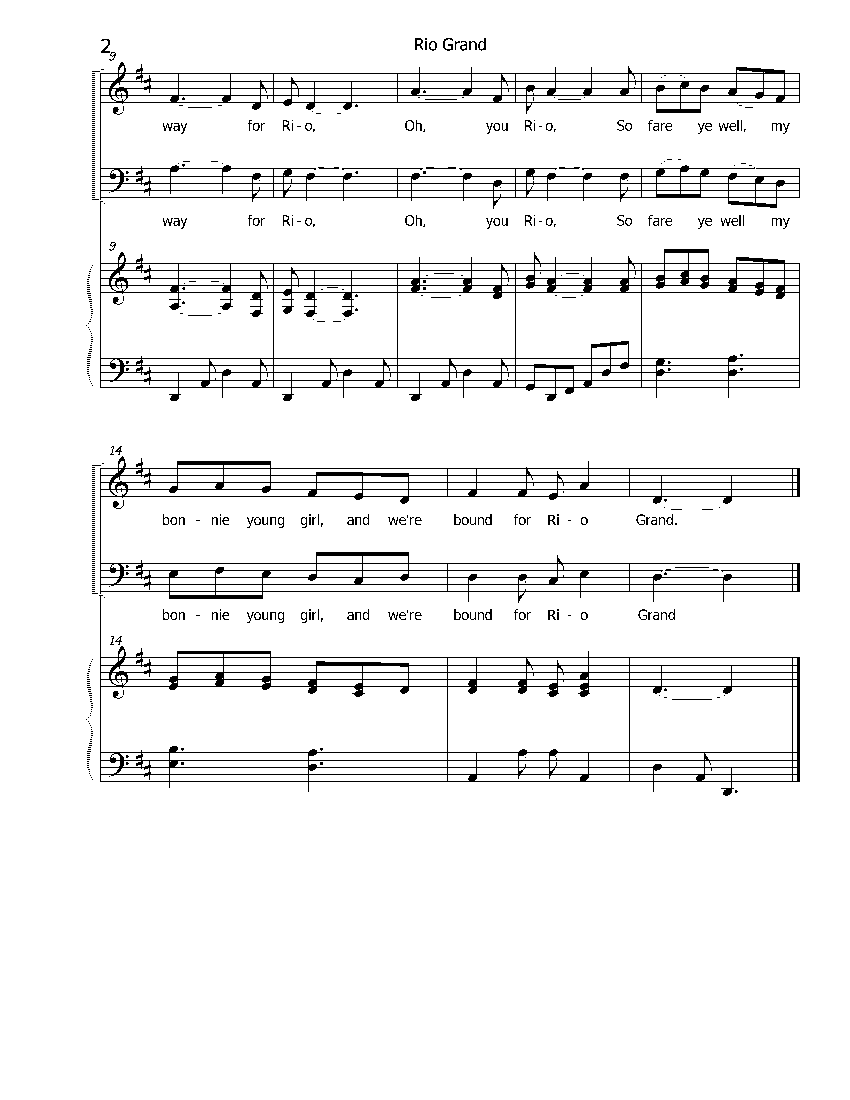 2 Rio Grand
9
way for Ri - o, Oh, you Ri - o, So fare ye well, my
way for Ri - o, Oh, you Ri - o, So fare ye well my
9
14
bon - nie young girl, and we're bound for Ri - o Grand.
bon - nie young girl, and we're bound for Ri - o Grand
14